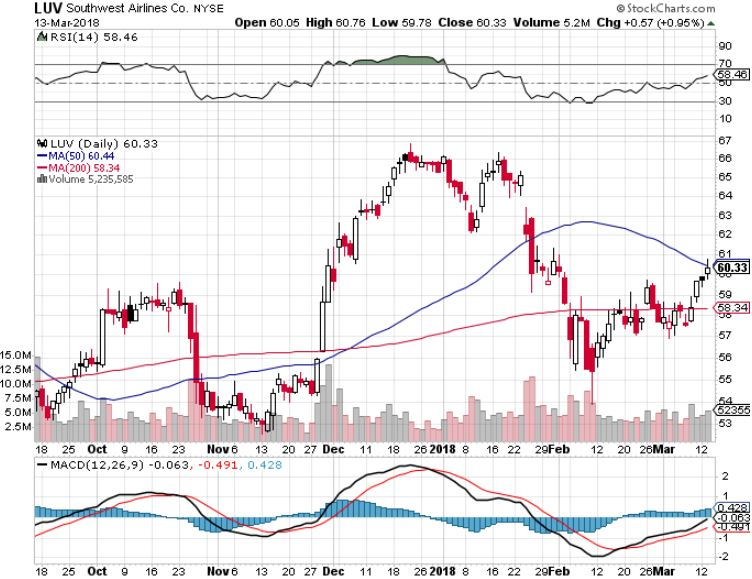 LUV Southwest Airlines Co. NYSE © StockCharts.com
13-Mar-2018 Open 60.05 High 60.76 Low 59.78 Close 60.33 Volume 5.2M Chg +0.57 (+0.95%)
RSI(14) 58.46
90
70
58.46
50
30
10
LUV (Daily) 60.33
MA(50) 60.44
MA(200) 58.34
Volume 5,235,585
67
66
65
64
63
62
61
60.33
59
58.34
57
56
55
54
53
15.0M
12.5M
10.0M
7.5M
5.0M
2.5M
52355
18 25 Oct 9 16 23 Nov 6 13 20 27 Dec 11 18 26 2018 8 16 22 29 Feb 12 20 26 Mar 12
MACD(12,26,9) -0.063, -0.491, 0.428
2
1
0.428
-0.063
-0.491
-1
-2
18 25 Oct 9 16 23 Nov 6 13 20 27 Dec 11 18 26 2018 8 16 22 29 Feb 12 20 26 Mar 12